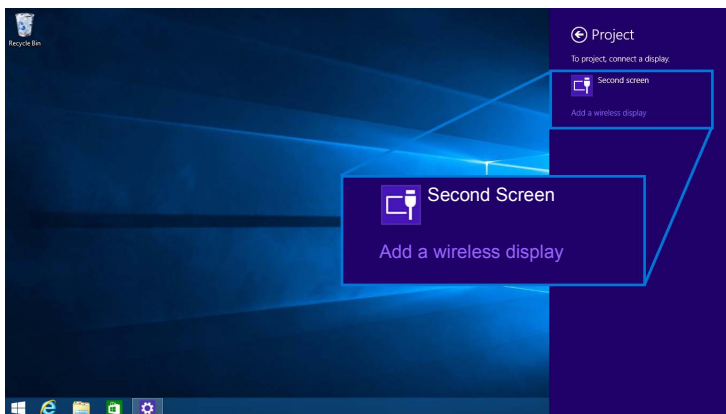 Recycle Bin
Project
To project, connect a display.
Second screen
Add a wireless display
Second Screen
Add a wireless display